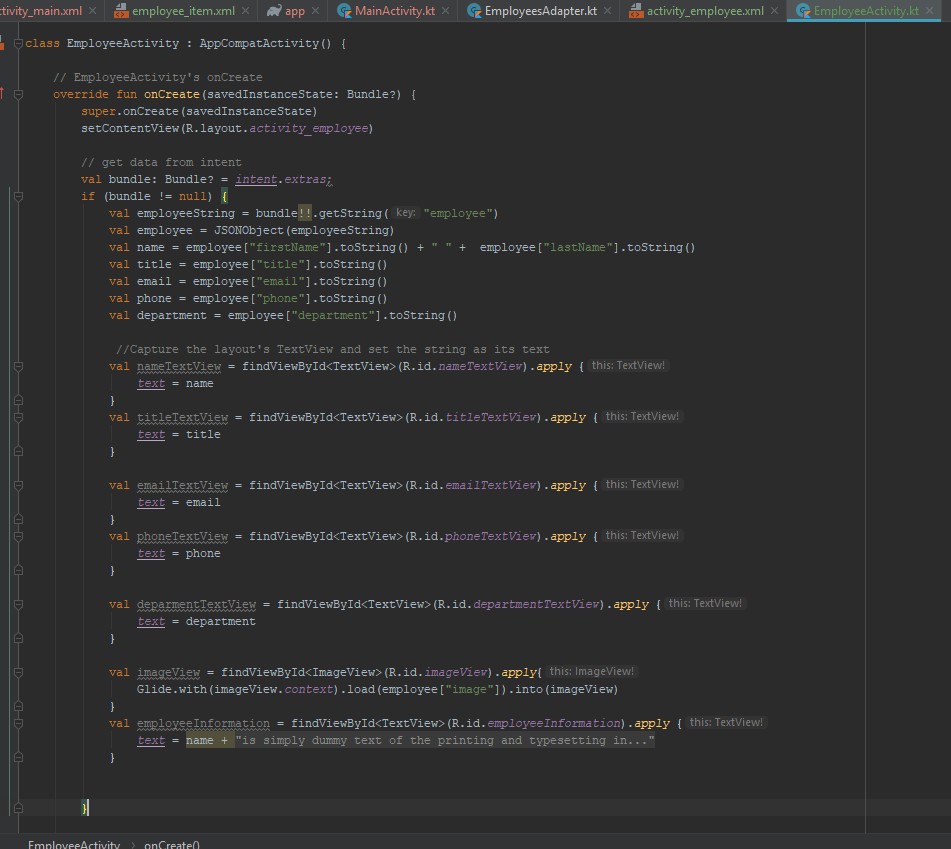 ctivity_main.xml × employee_item.xml × app × MainActivity.kt × EmployeesAdapter.kt × activity_employee.xml × EmployeeActivity.kt ×
class EmployeeActivity : AppCompatActivity() {
// EmployeeActivity's onCreate
override fun onCreate(savedInstanceState: Bundle?) {
super.onCreate(savedInstanceState)
setContentView(R.layout.activity_employee)
// get data from intent
val bundle: Bundle? = intent.extras;
if (bundle != null) {
val employeeString = bundle!!.getString( key: "employee")
val employee = JSONObject(employeeString)
val name = employee["firstName"].toString() + " " + employee["lastName"].toString()
val title = employee["title"].toString()
val email = employee["email"].toString()
val phone = employee["phone"].toString()
val department = employee["department"].toString()
//Capture the layout's TextView and set the string as its text
val nameTextView = findViewById<TextView>(R.id.nameTextView).apply { this: TextView!
text = name
}
val titleTextView = findViewById<TextView>(R.id.titleTextView).apply { this: TextView!
text = title
}
val emailTextView = findViewById<TextView>(R.id.emailTextView).apply { this: TextView!
text = email
}
val phoneTextView = findViewById<TextView>(R.id.phoneTextView).apply { this: TextView!
text = phone
}
val deparmentTextView = findViewById<TextView>(R.id.departmentTextView).apply { this: TextView!
text = department
}
val imageView = findViewById<ImageView>(R.id.imageView).apply{ this: ImageView!
Glide.with(imageView.context).load(employee["image"]).into(imageView)
}
val employeeInformation = findViewById<TextView>(R.id.employeeInformation).apply { this: TextView!
text = name + "is simply dummy text of the printing and typesetting in..."
}
}
EmployeeActivity > onCreate()